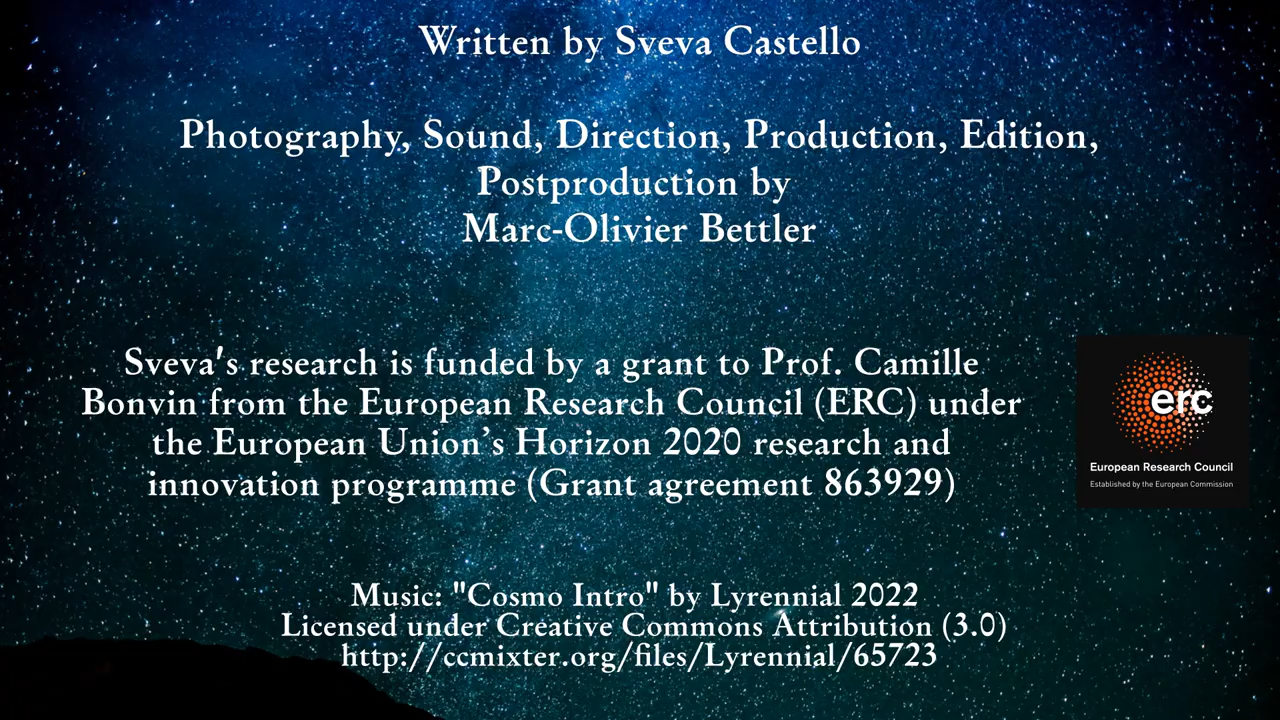 Written by Sveva Castello
Photography, Sound, Direction, Production, Edition,
Postproduction by
Marc-Olivier Bettler
Sveva's research is funded by a grant to Prof. Camille
Bonvin from the European Research Council (ERC) under
the European Union’s Horizon 2020 research and
innovation programme (Grant agreement 863929)
erc
European Research Council
Established by the European Commission
Music: "Cosmo Intro" by Lyrennial 2022
Licensed under Creative Commons Attribution (3.0)
http://ccmixter.org/files/Lyrennial/65723